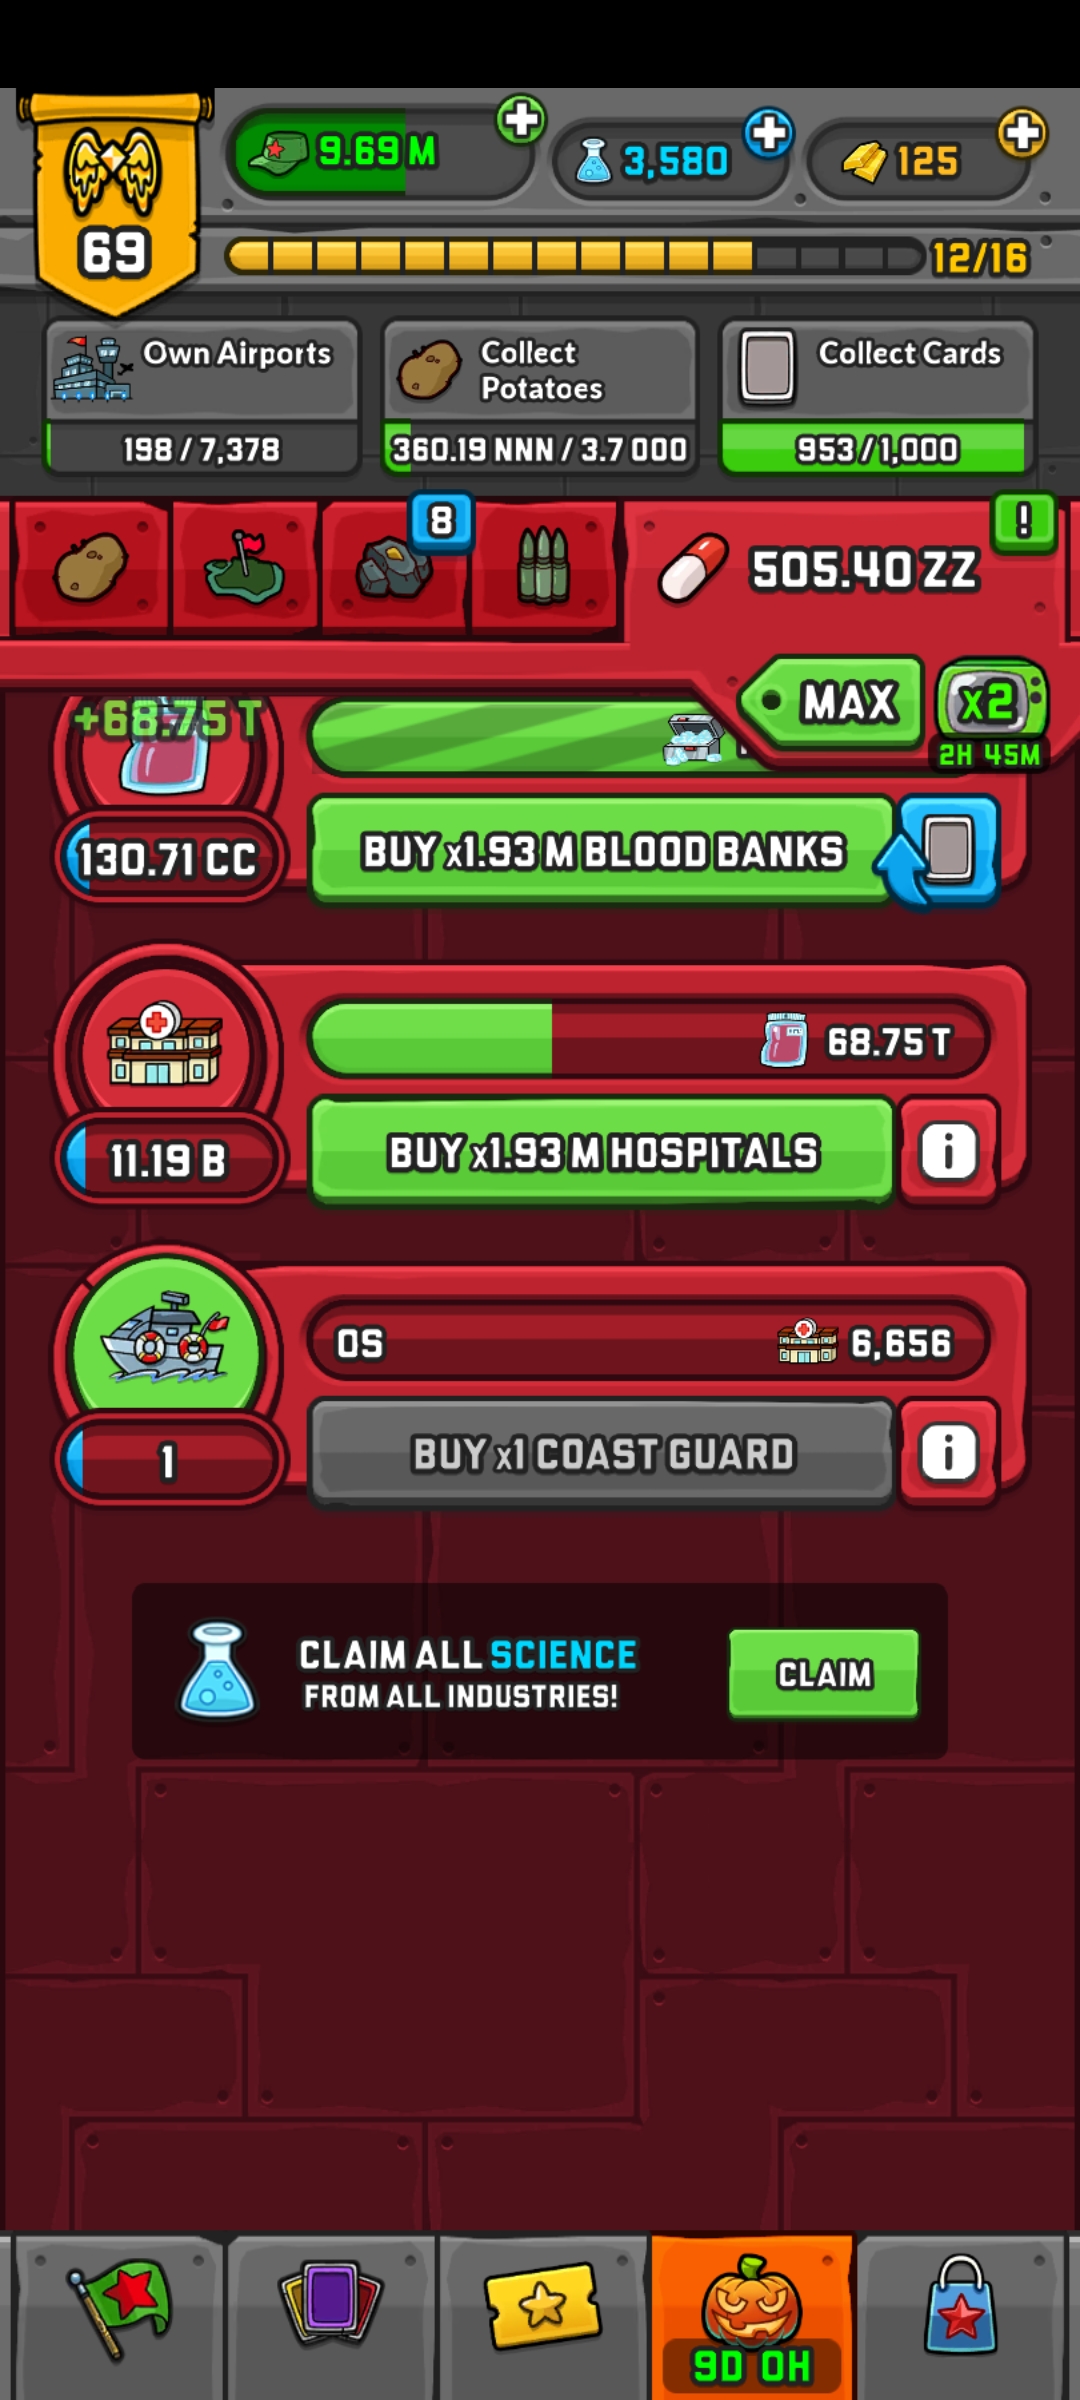 9.69 M
3,580
125
69
12/16
Own Airports
198 / 7,378
Collect
Potatoes
360.19 NNN / 3.7 OOO
Collect Cards
953 / 1,000
8
!
505.40 ZZ
MAX
x2
2H 45M
+68.75 T
130.71 CC
BUY x1.93 M BLOOD BANKS
68.75 T
11.19 B
BUY x1.93 M HOSPITALS
i
0S
6,656
1
BUY x1 COAST GUARD
i
CLAIM ALL SCIENCE
FROM ALL INDUSTRIES!
CLAIM
9D 0H